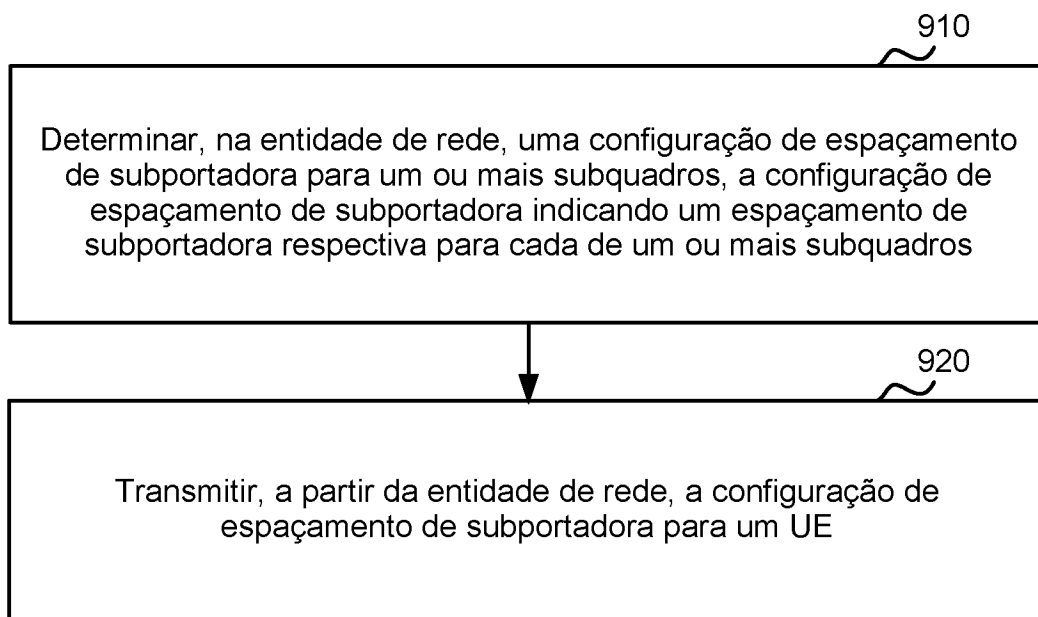 910
Determinar, na entidade de rede, uma configuração de espaçamento
de subportadora para um ou mais subquadros, a configuração de
espaçamento de subportadora indicando um espaçamento de
subportadora respectiva para cada de um ou mais subquadros
920
Transmitir, a partir da entidade de rede, a configuração de
espaçamento de subportadora para um UE